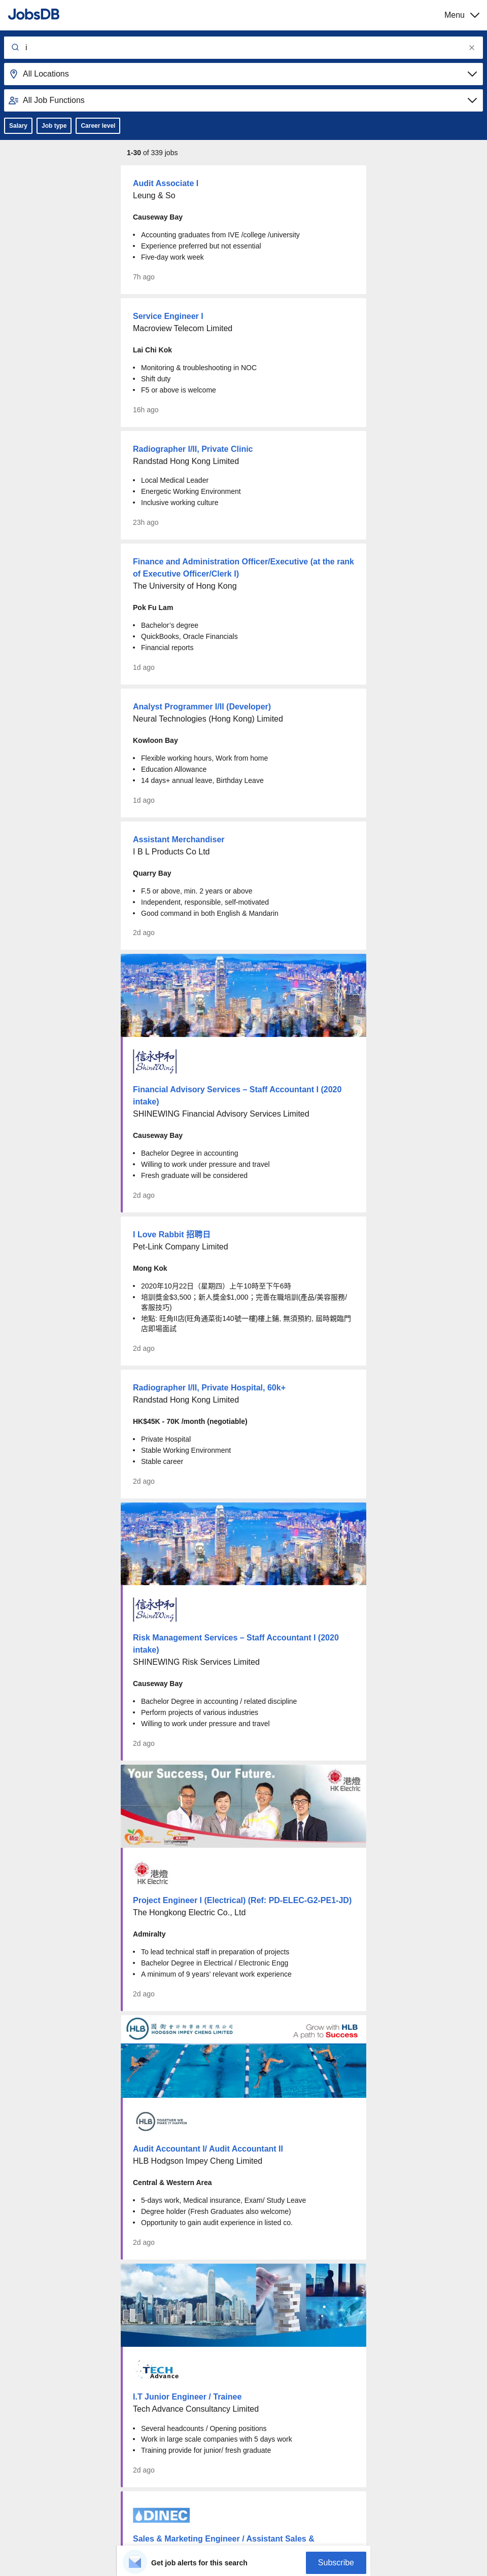 JobsDB
Menu
i
All Locations
All Job Functions
Salary
Job type
Career level
1-30 of 339 jobs
Audit Associate I
Leung & So
Causeway Bay
• Accounting graduates from IVE /college /university
• Experience preferred but not essential
• Five-day work week
7h ago
Service Engineer I
Macroview Telecom Limited
Lai Chi Kok
• Monitoring & troubleshooting in NOC
• Shift duty
• F5 or above is welcome
16h ago
Radiographer I/II, Private Clinic
Randstad Hong Kong Limited
• Local Medical Leader
• Energetic Working Environment
• Inclusive working culture
23h ago
Finance and Administration Officer/Executive (at the rank
of Executive Officer/Clerk I)
The University of Hong Kong
Pok Fu Lam
• Bachelor's degree
• QuickBooks, Oracle Financials
• Financial reports
1d ago
Analyst Programmer I/II (Developer)
Neural Technologies (Hong Kong) Limited
Kowloon Bay
• Flexible working hours, Work from home
• Education Allowance
• 14 days+ annual leave, Birthday Leave
1d ago
Assistant Merchandiser
I B L Products Co Ltd
Quarry Bay
• F.5 or above, min. 2 years or above
• Independent, responsible, self-motivated
• Good command in both English & Mandarin
2d ago
信永中和
ShineWing
Financial Advisory Services – Staff Accountant I (2020
intake)
SHINEWING Financial Advisory Services Limited
Causeway Bay
• Bachelor Degree in accounting
• Willing to work under pressure and travel
• Fresh graduate will be considered
2d ago
I Love Rabbit 招聘日
Pet-Link Company Limited
Mong Kok
• 2020年10月22日（星期四）上午10時至下午6時
• 培訓獎金$3,500；新人獎金$1,000；完善在職培訓(產品/美容服務/
客服技巧)
• 地點: 旺角II店(旺角通菜街140號一樓)樓上鋪, 無須預約, 屆時親臨門
店即場面試
2d ago
Radiographer I/II, Private Hospital, 60k+
Randstad Hong Kong Limited
HK$45K - 70K /month (negotiable)
• Private Hospital
• Stable Working Environment
• Stable career
2d ago
信永中和
ShineWing
Risk Management Services – Staff Accountant I (2020
intake)
SHINEWING Risk Services Limited
Causeway Bay
• Bachelor Degree in accounting / related discipline
• Perform projects of various industries
• Willing to work under pressure and travel
2d ago
Your Success, Our Future.
港燈
HK Electric
港燈
HK Electric
Project Engineer I (Electrical) (Ref: PD-ELEC-G2-PE1-JD)
The Hongkong Electric Co., Ltd
Admiralty
• To lead technical staff in preparation of projects
• Bachelor Degree in Electrical / Electronic Engg
• A minimum of 9 years' relevant work experience
2d ago
HLB 國衛會計師事務所有限公司
HODGSON IMPEY CHENG LIMITED
Grow with HLB
A path to Success
HLB TOGETHER WE
MAKE IT HAPPEN
Audit Accountant I/ Audit Accountant II
HLB Hodgson Impey Cheng Limited
Central & Western Area
• 5-days work, Medical insurance, Exam/ Study Leave
• Degree holder (Fresh Graduates also welcome)
• Opportunity to gain audit experience in listed co.
2d ago
TECH
Advance
I.T Junior Engineer / Trainee
Tech Advance Consultancy Limited
• Several headcounts / Opening positions
• Work in large scale companies with 5 days work
• Training provide for junior/ fresh graduate
2d ago
DINEC
Sales & Marketing Engineer / Assistant Sales &
Get job alerts for this search
Subscribe